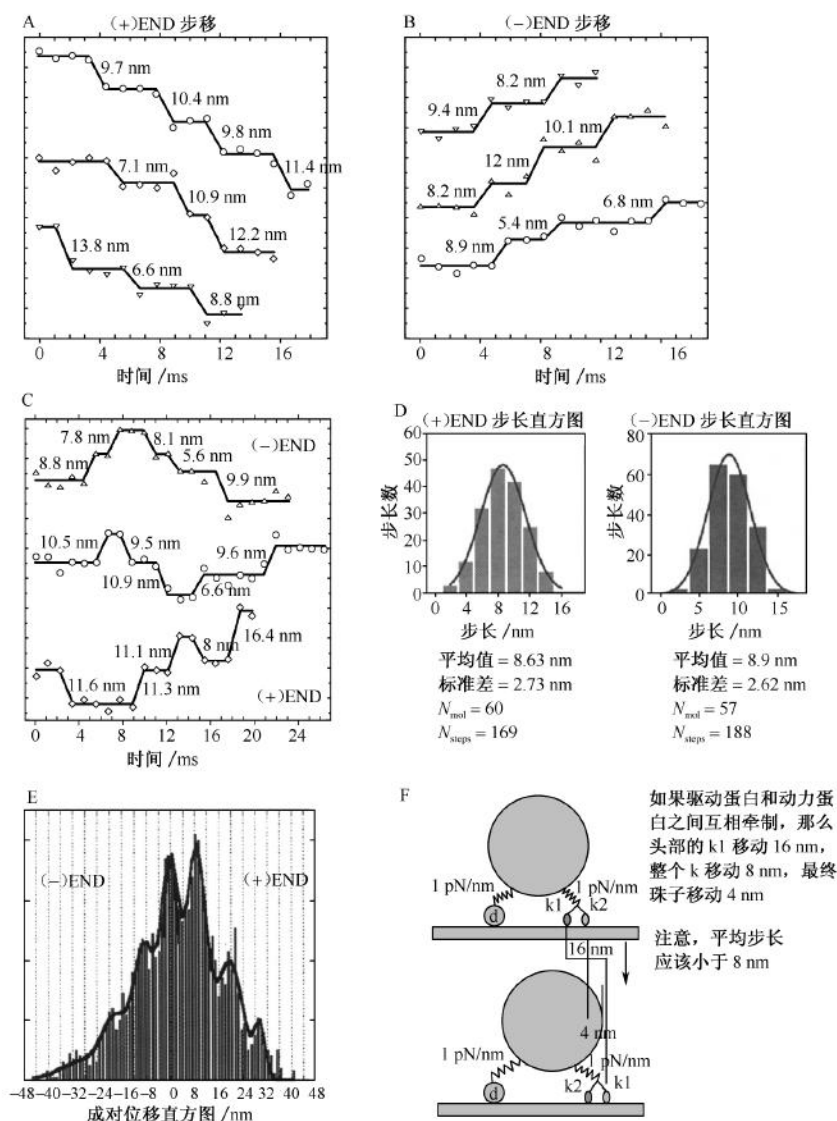 A
(+)END 步移
9.7 nm
10.4 nm
9.8 nm
11.4 nm
7.1 nm
10.9 nm
12.2 nm
13.8 nm
6.6 nm
8.8 nm
0 4 8 12 16
时间 /ms
B
(−)END 步移
8.2 nm
9.4 nm
10.1 nm
12 nm
8.2 nm
6.8 nm
5.4 nm
8.9 nm
0 4 8 12 16
时间 /ms
C
7.8 nm
8.1 nm
(−)END
8.8 nm
5.6 nm
9.9 nm
10.5 nm
9.5 nm
9.6 nm
10.9 nm
6.6 nm
11.1 nm
8 nm
16.4 nm
11.6 nm
11.3 nm
(+)END
0 4 8 12 16 20 24
时间 /ms
D
(+)END 步长直方图
步长数
60
50
40
30
20
10
0
0 4 8 12 16
步长 /nm
平均值 = 8.63 nm
标准差 = 2.73 nm
Nmol = 60
Nsteps = 169
(−)END 步长直方图
步长数
80
60
40
20
0
0 5 10 15
步长 /nm
平均值 = 8.9 nm
标准差 = 2.62 nm
Nmol = 57
Nsteps = 188
E
(−)END
(+)END
−48 −40 −32 −24 −16 −8 0 8 16 24 32 40 48
成对位移直方图 /nm
F
1 pN/nm
1 pN/nm
k1
k2
d
16 nm
4 nm
1 pN/nm
1 pN/nm
k2
k1
d
如果驱动蛋白和动力蛋
白之间互相牵制，那么
头部的 k1 移动 16 nm，
整个 k 移动 8 nm，最终
珠子移动 4 nm
注意，平均步长
应该小于 8 nm